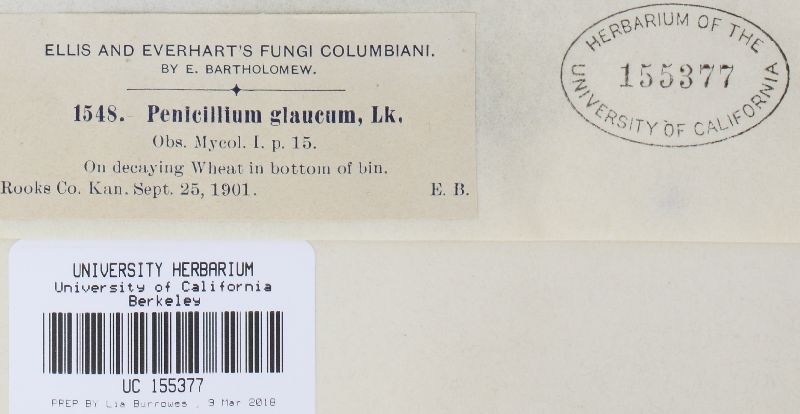 ELLIS AND EVERHART'S FUNGI COLUMBIANI.
BY E. BARTHOLOMEW.
1548. Penicillium glaucum, Lk.
Obs. Mycol. I. p. 15.
On decaying Wheat in bottom of bin.
Rooks Co. Kan. Sept. 25, 1901. E. B.
HERBARIUM OF THE
155377
UNIVERSITY OF CALIFORNIA
UNIVERSITY HERBARIUM
University of California
Berkeley
UC 155377
PREP BY Lia Burrowes , 9 Mar 2018